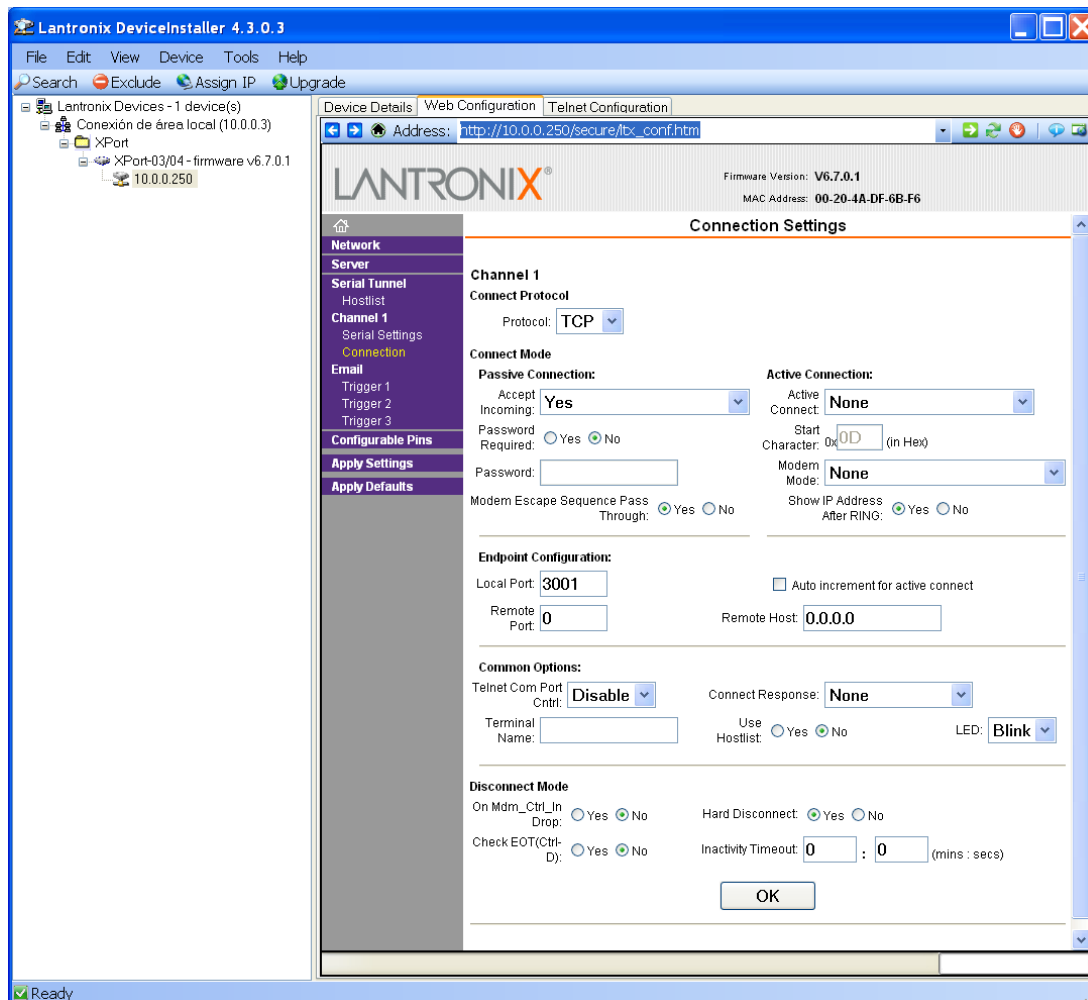 Lantronix DeviceInstaller 4.3.0.3
File Edit View Device Tools Help
Search Exclude Assign IP Upgrade
Lantronix Devices - 1 device(s)
Conexión de área local (10.0.0.3)
XPort
XPort-03/04 - firmware v6.7.0.1
10.0.0.250
Device Details Web Configuration Telnet Configuration
Address: http://10.0.0.250/secure/ltx_conf.htm
LANTRONIX®
Firmware Version: V6.7.0.1
MAC Address: 00-20-4A-DF-6B-F6
Network
Server
Serial Tunnel
Hostlist
Channel 1
Serial Settings
Connection
Email
Trigger 1
Trigger 2
Trigger 3
Configurable Pins
Apply Settings
Apply Defaults
Connection Settings
Channel 1
Connect Protocol
Protocol: TCP
Connect Mode
Passive Connection: Active Connection:
Accept Incoming: Yes Active Connect: None
Password Required: Yes No Start Character: 0x 0D (in Hex)
Password: Modem Mode: None
Modem Escape Sequence Pass Through: Yes No Show IP Address After RING: Yes No
Endpoint Configuration:
Local Port: 3001 Auto increment for active connect
Remote Port: 0 Remote Host: 0.0.0.0
Common Options:
Telnet Com Port Cntrl: Disable Connect Response: None
Terminal Name: Use Hostlist: Yes No LED: Blink
Disconnect Mode
On Mdm_Ctrl_In Drop: Yes No Hard Disconnect: Yes No
Check EOT(Ctrl-D): Yes No Inactivity Timeout: 0 : 0 (mins : secs)
OK
Ready